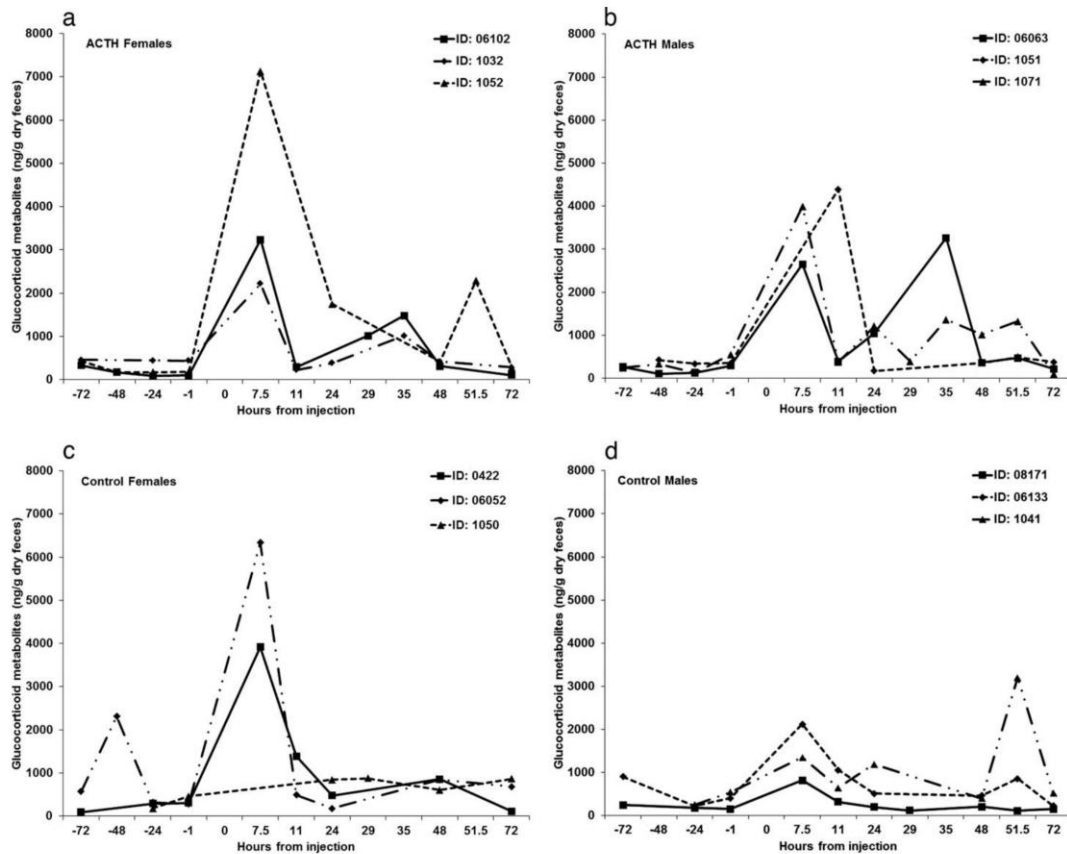 a
ACTH Females
ID: 06102
ID: 1032
ID: 1052
Glucocorticoid metabolites (ng/g dry feces)
8000
7000
6000
5000
4000
3000
2000
1000
0
-72 -48 -24 -1 0 7.5 11 24 29 35 48 51.5 72
Hours from injection
b
ACTH Males
ID: 06063
ID: 1051
ID: 1071
Glucocorticoid metabolites (ng/g dry feces)
8000
7000
6000
5000
4000
3000
2000
1000
0
-72 -48 -24 -1 0 7.5 11 24 29 35 48 51.5 72
Hours from injection
c
Control Females
ID: 0422
ID: 06052
ID: 1050
Glucocorticoid metabolites (ng/g dry feces)
8000
7000
6000
5000
4000
3000
2000
1000
0
-72 -48 -24 -1 0 7.5 11 24 29 35 48 51.5 72
Hours from injection
d
Control Males
ID: 08171
ID: 06133
ID: 1041
Glucocorticoid metabolites (ng/g dry feces)
8000
7000
6000
5000
4000
3000
2000
1000
0
-72 -48 -24 -1 0 7.5 11 24 29 35 48 51.5 72
Hours from injection